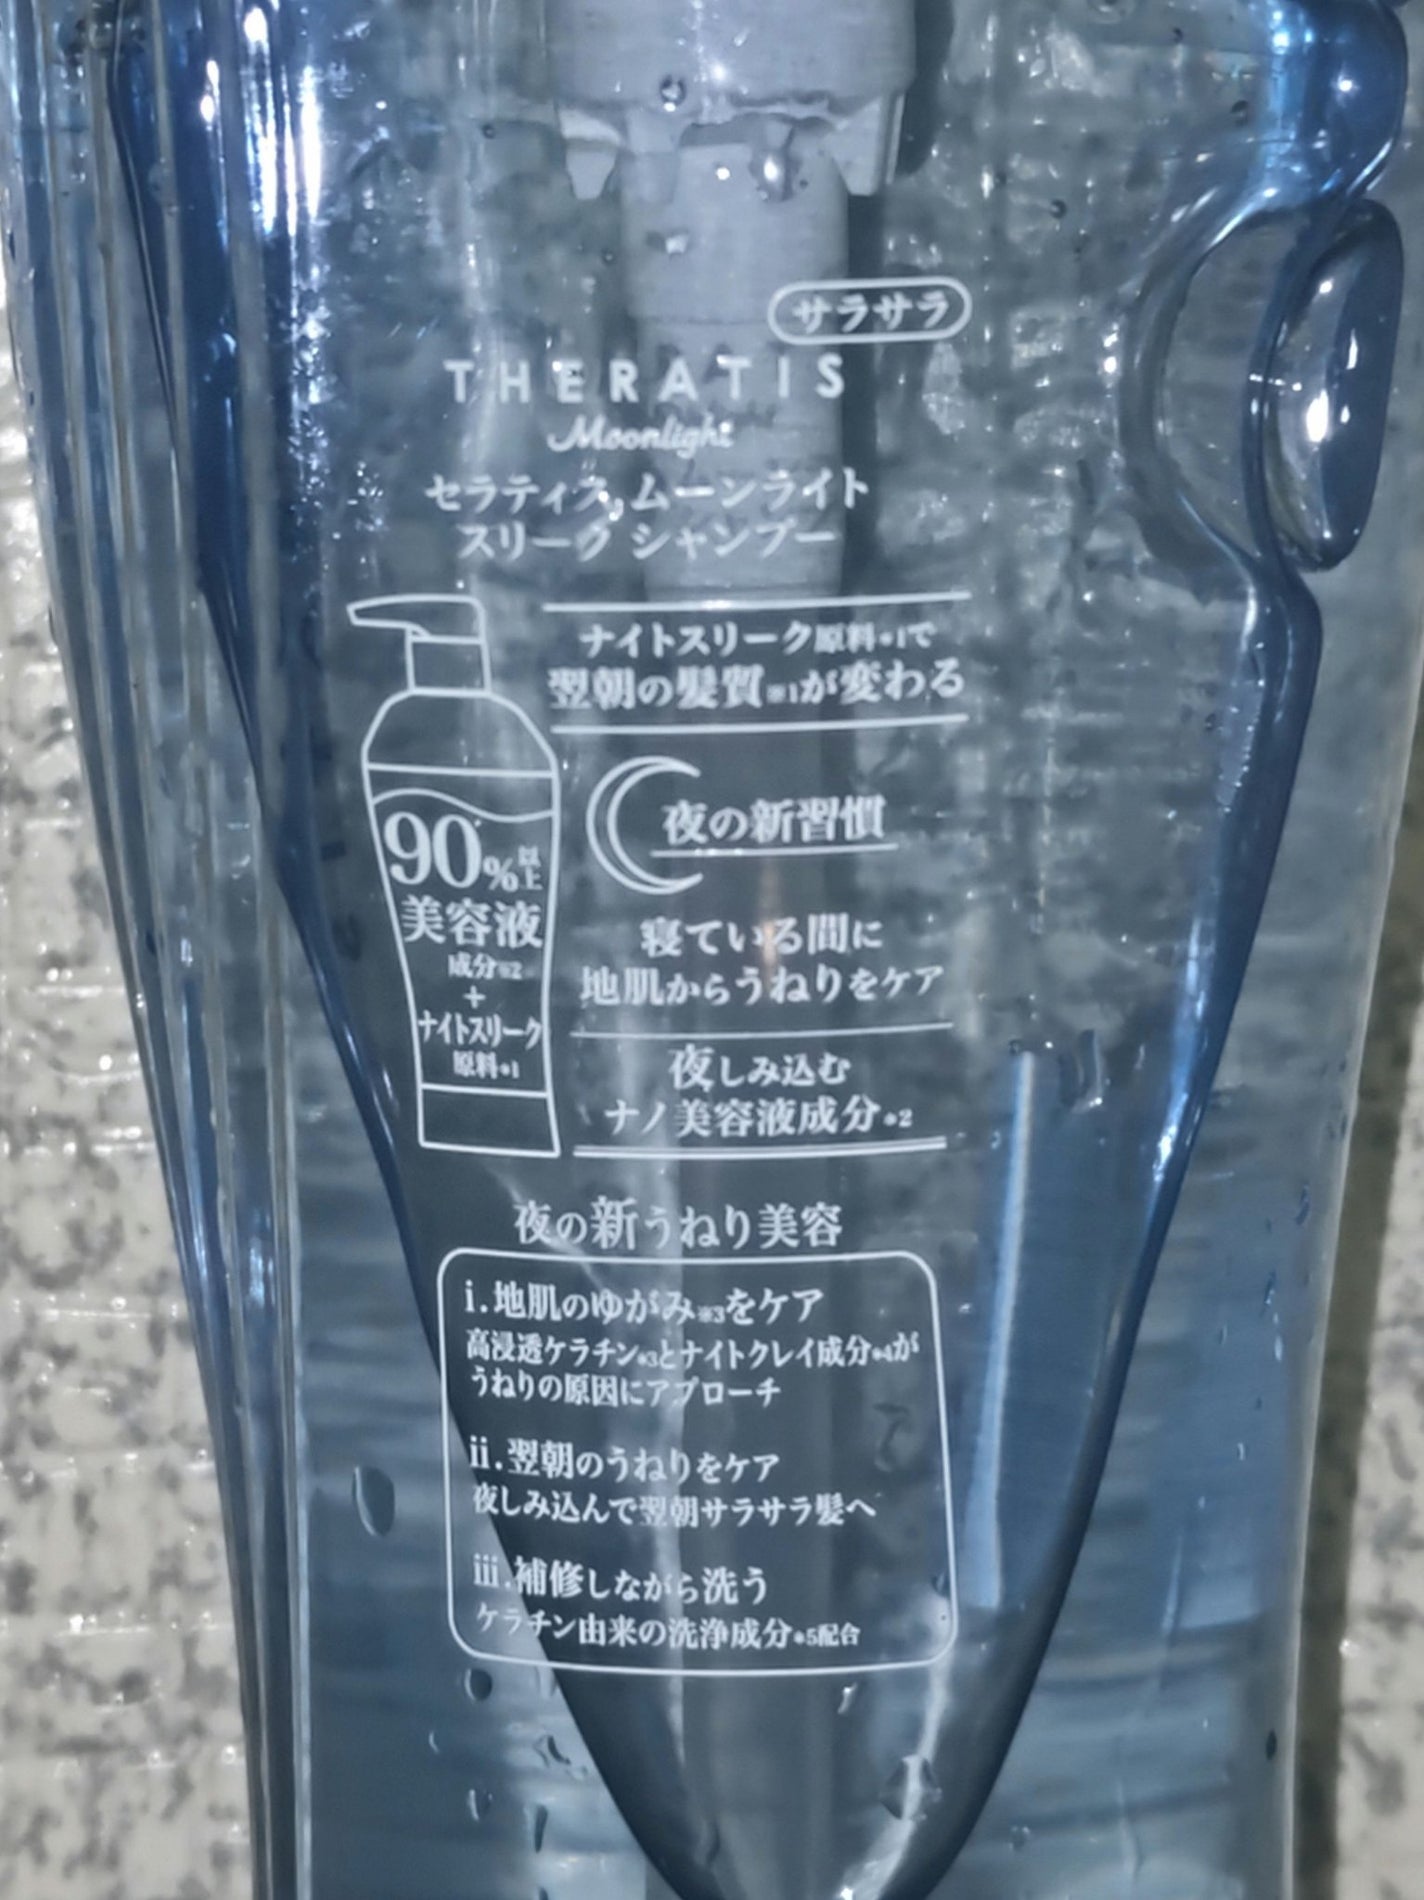 サラサラ
THERATIS
Moonlight
セラティス ムーンライト
スリーク シャンプー
ナイトスリーク原料※1で
翌朝の髪質※1が変わる
90%以上
美容液
成分※2
+
ナイトスリーク
原料※1
夜の新習慣
寝ている間に
地肌からうねりをケア
夜しみ込む
ナノ美容液成分※2
夜の新うねり美容
i.地肌のゆがみ※3をケア
高浸透ケラチン※3とナイトクレイ成分※4が
うねりの原因にアプローチ
ii.翌朝のうねりをケア
夜しみ込んで翌朝サラサラ髪へ
iii.補修しながら洗う
ケラチン由来の洗浄成分※5配合